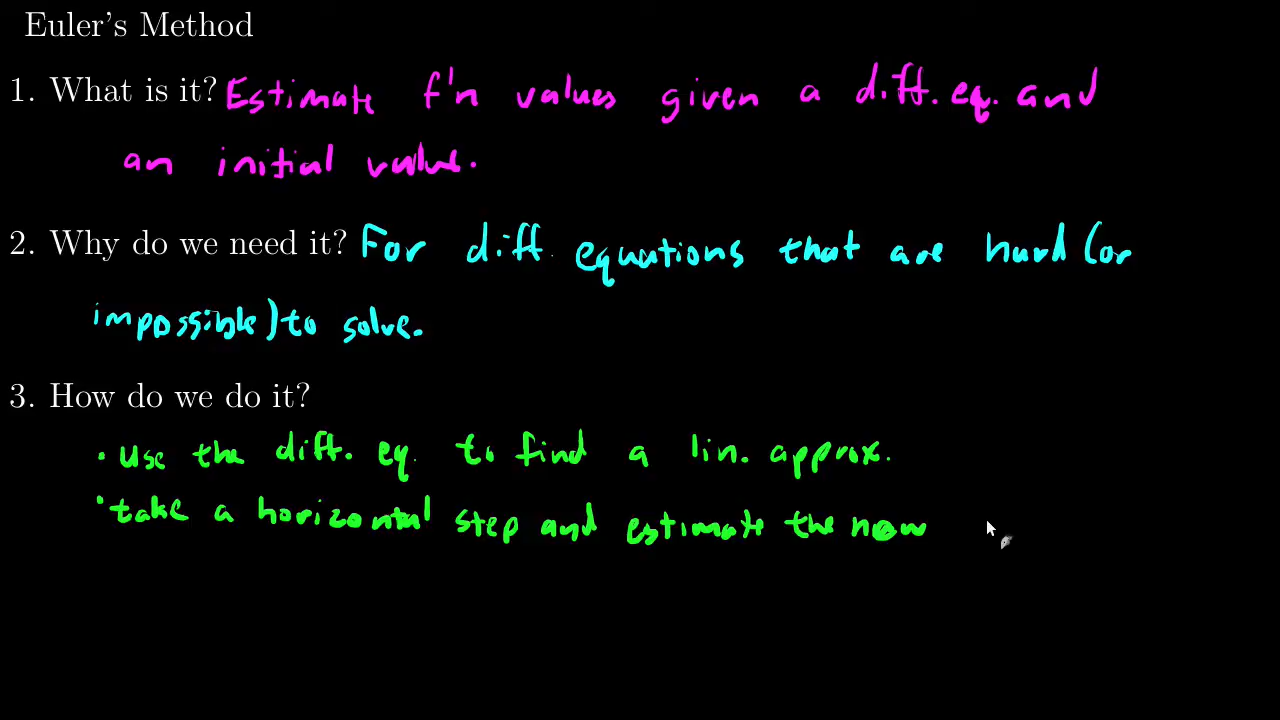 Euler's Method
1. What is it? Estimate f'n values given a diff. eq. and
an initial value.
2. Why do we need it? For diff. equations that are hard (or
impossible) to solve.
3. How do we do it?
• use the diff. eq. to find a lin. approx.
• take a horizontal step and estimate the new